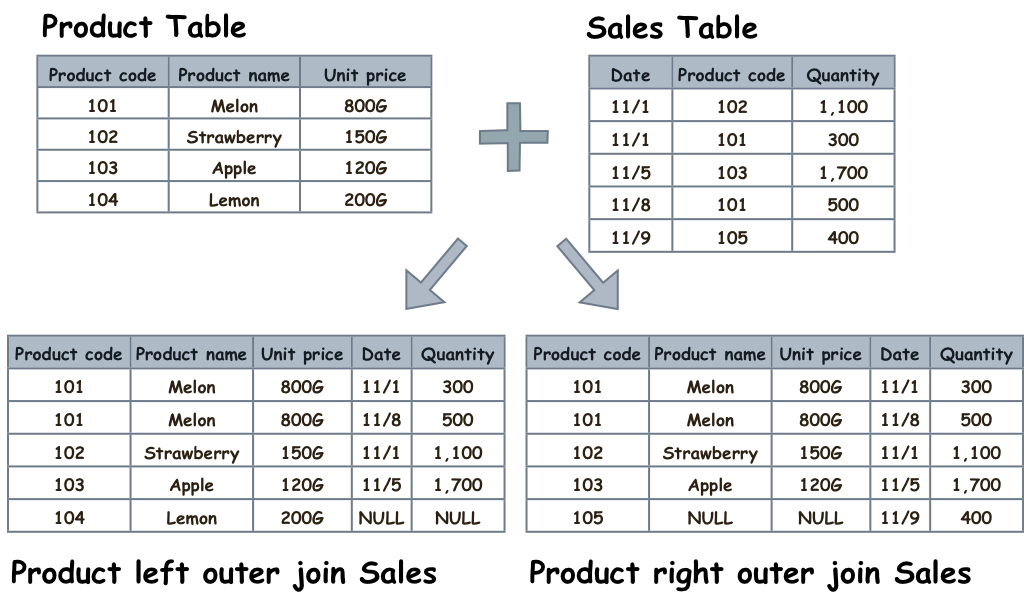 Product Table
Product code Product name Unit price
101 Melon 800G
102 Strawberry 150G
103 Apple 120G
104 Lemon 200G
Sales Table
Date Product code Quantity
11/1 102 1,100
11/1 101 300
11/5 103 1,700
11/8 101 500
11/9 105 400
Product code Product name Unit price Date Quantity
101 Melon 800G 11/1 300
101 Melon 800G 11/8 500
102 Strawberry 150G 11/1 1,100
103 Apple 120G 11/5 1,700
104 Lemon 200G NULL NULL
Product left outer join Sales
Product code Product name Unit price Date Quantity
101 Melon 800G 11/1 300
101 Melon 800G 11/8 500
102 Strawberry 150G 11/1 1,100
103 Apple 120G 11/5 1,700
105 NULL NULL 11/9 400
Product right outer join Sales